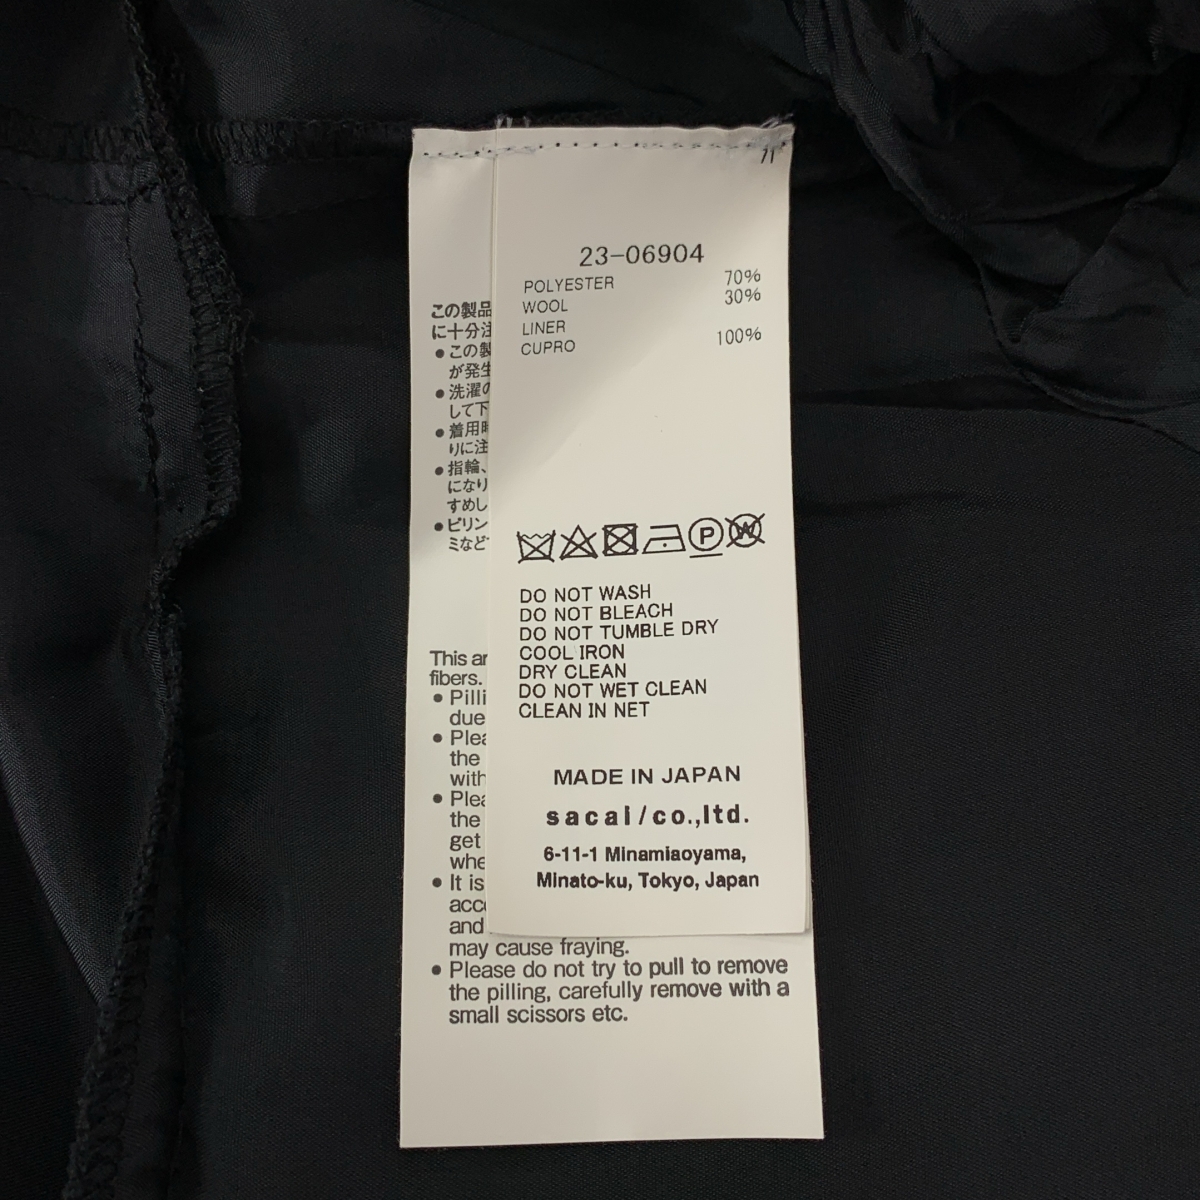 71
23-06904
POLYESTER 70%
WOOL 30%
LINER
CUPRO 100%
P W
DO NOT WASH
DO NOT BLEACH
DO NOT TUMBLE DRY
COOL IRON
DRY CLEAN
DO NOT WET CLEAN
CLEAN IN NET
MADE IN JAPAN
sacai/co.,ltd.
6-11-1 Minamiaoyama,
Minato-ku, Tokyo, Japan
この製品
に十分注
● この製
が発生
● 洗濯の
して下
● 着用時
りに注
● 指輪、
になり
すめし
● ピリン
ミなど
This ar
fibers.
● Pilli
due
● Plea
the
with
● Plea
the
get
whe
● It is
acc
and
may cause fraying.
● Please do not try to pull to remove
the pilling, carefully remove with a
small scissors etc.